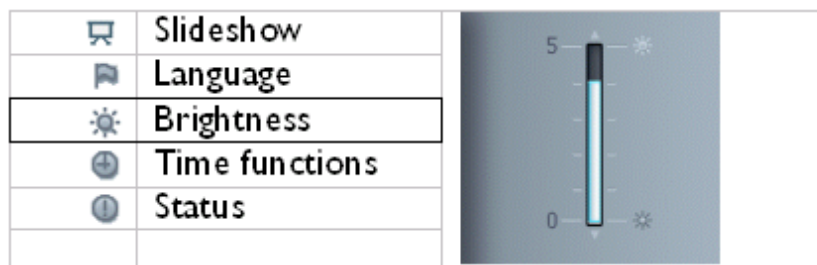 Slideshow
Language
Brightness
Time functions
Status
5
0